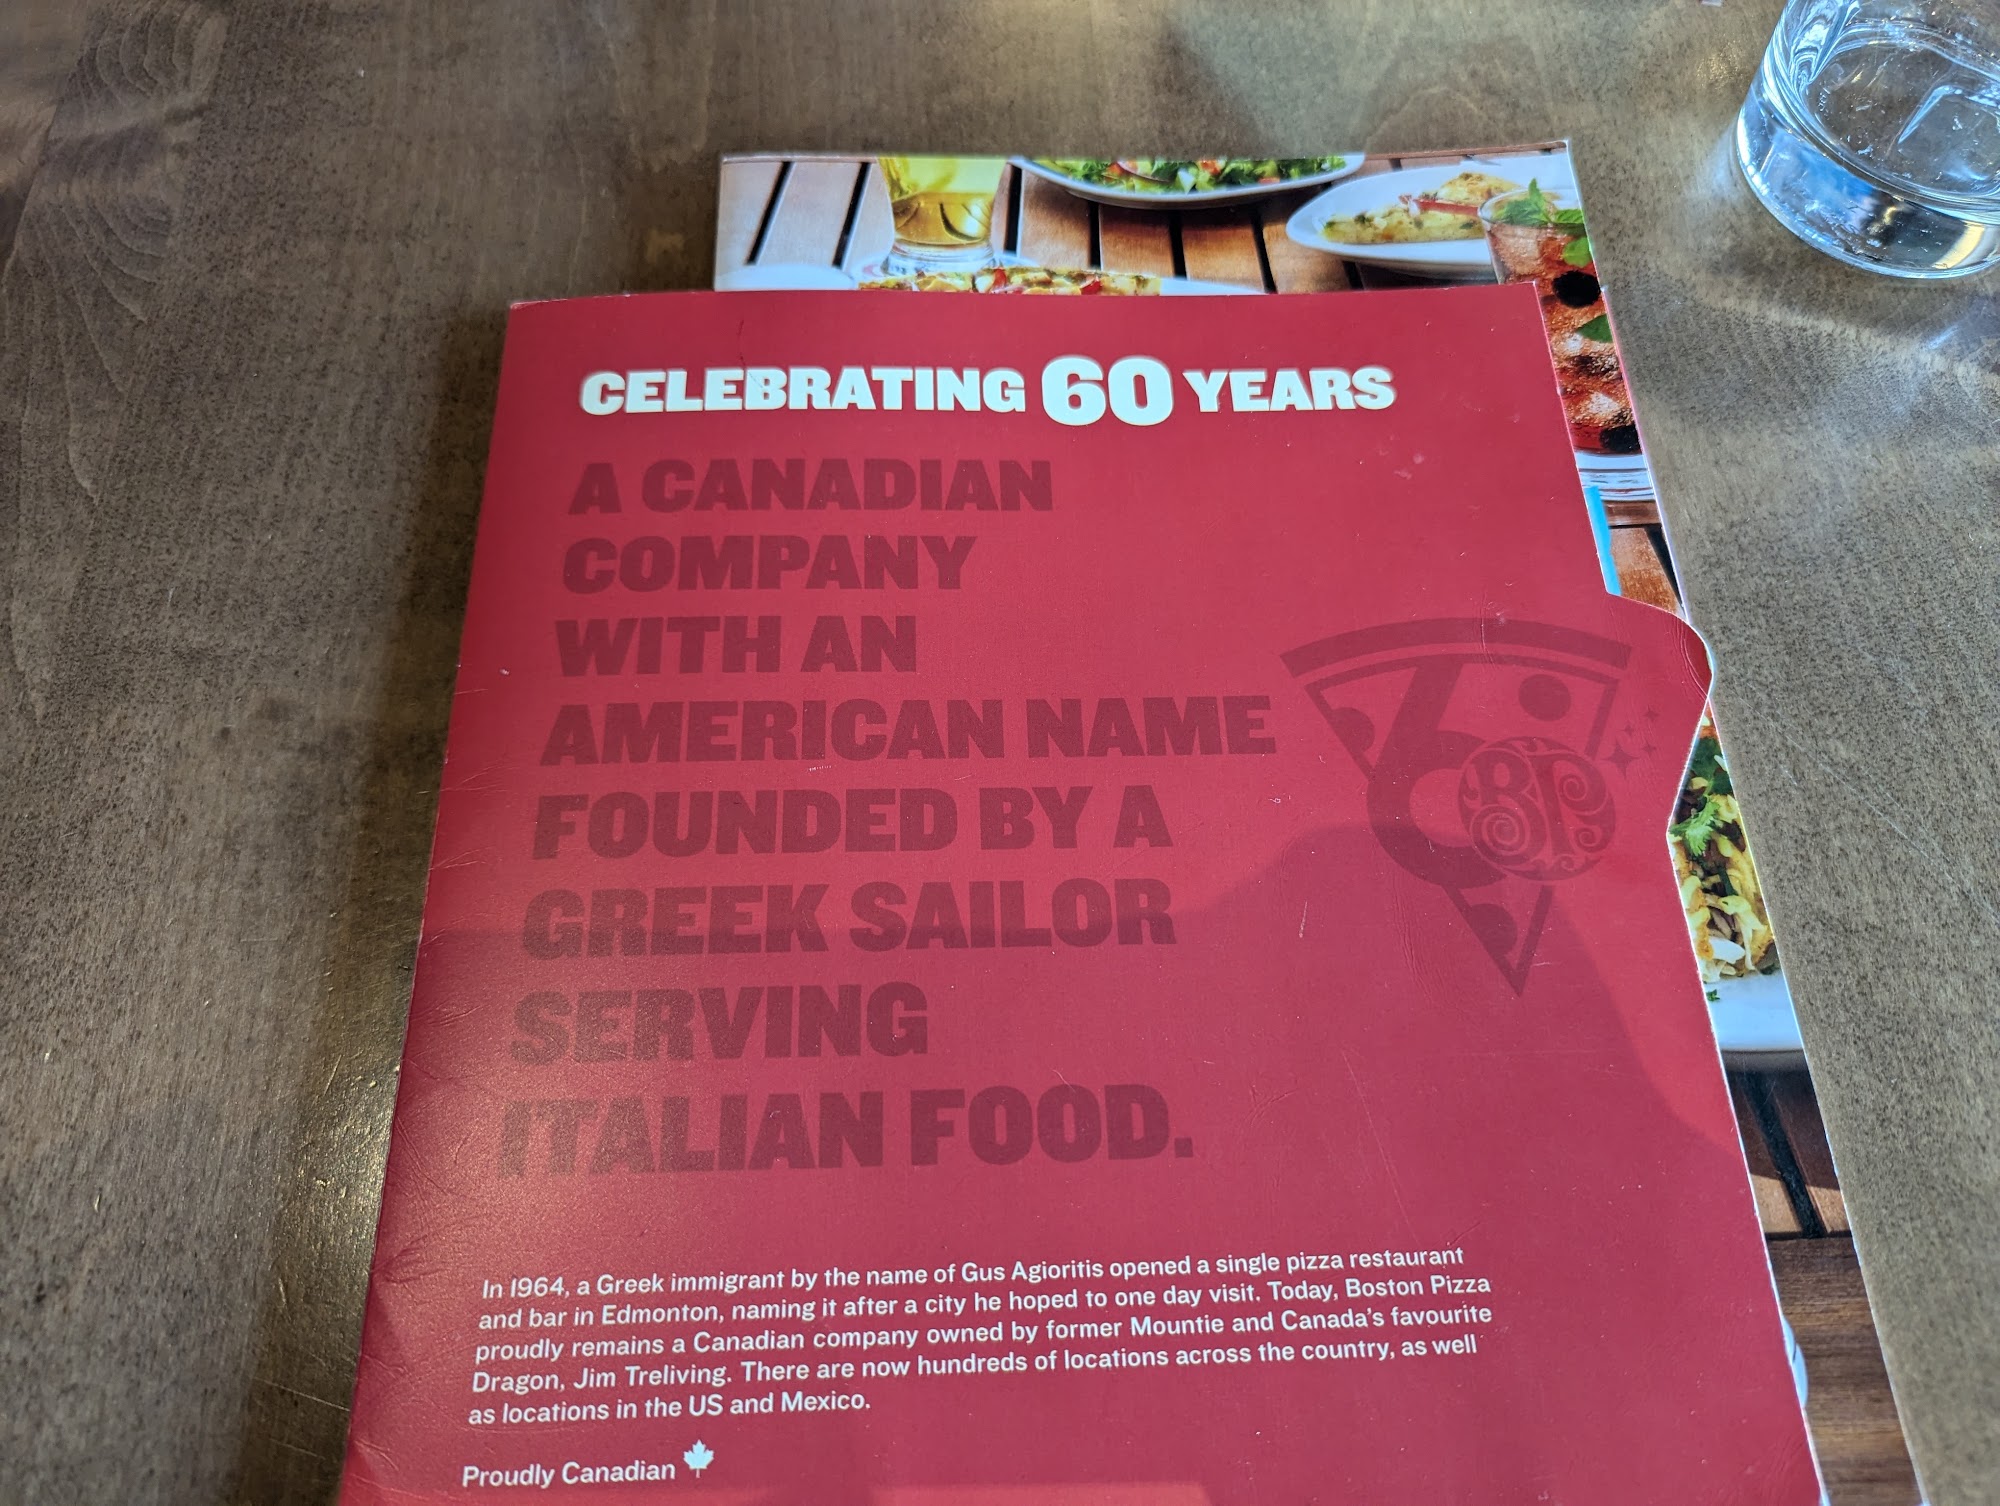 CELEBRATING 60 YEARS
A CANADIAN
COMPANY
WITH AN
AMERICAN NAME
FOUNDED BY A
GREEK SAILOR
SERVING
ITALIAN FOOD.
60
BP
In 1964, a Greek immigrant by the name of Gus Agioritis opened a single pizza restaurant
and bar in Edmonton, naming it after a city he hoped to one day visit. Today, Boston Pizza
proudly remains a Canadian company owned by former Mountie and Canada's favourite
Dragon, Jim Treliving. There are now hundreds of locations across the country, as well
as locations in the US and Mexico.
Proudly Canadian